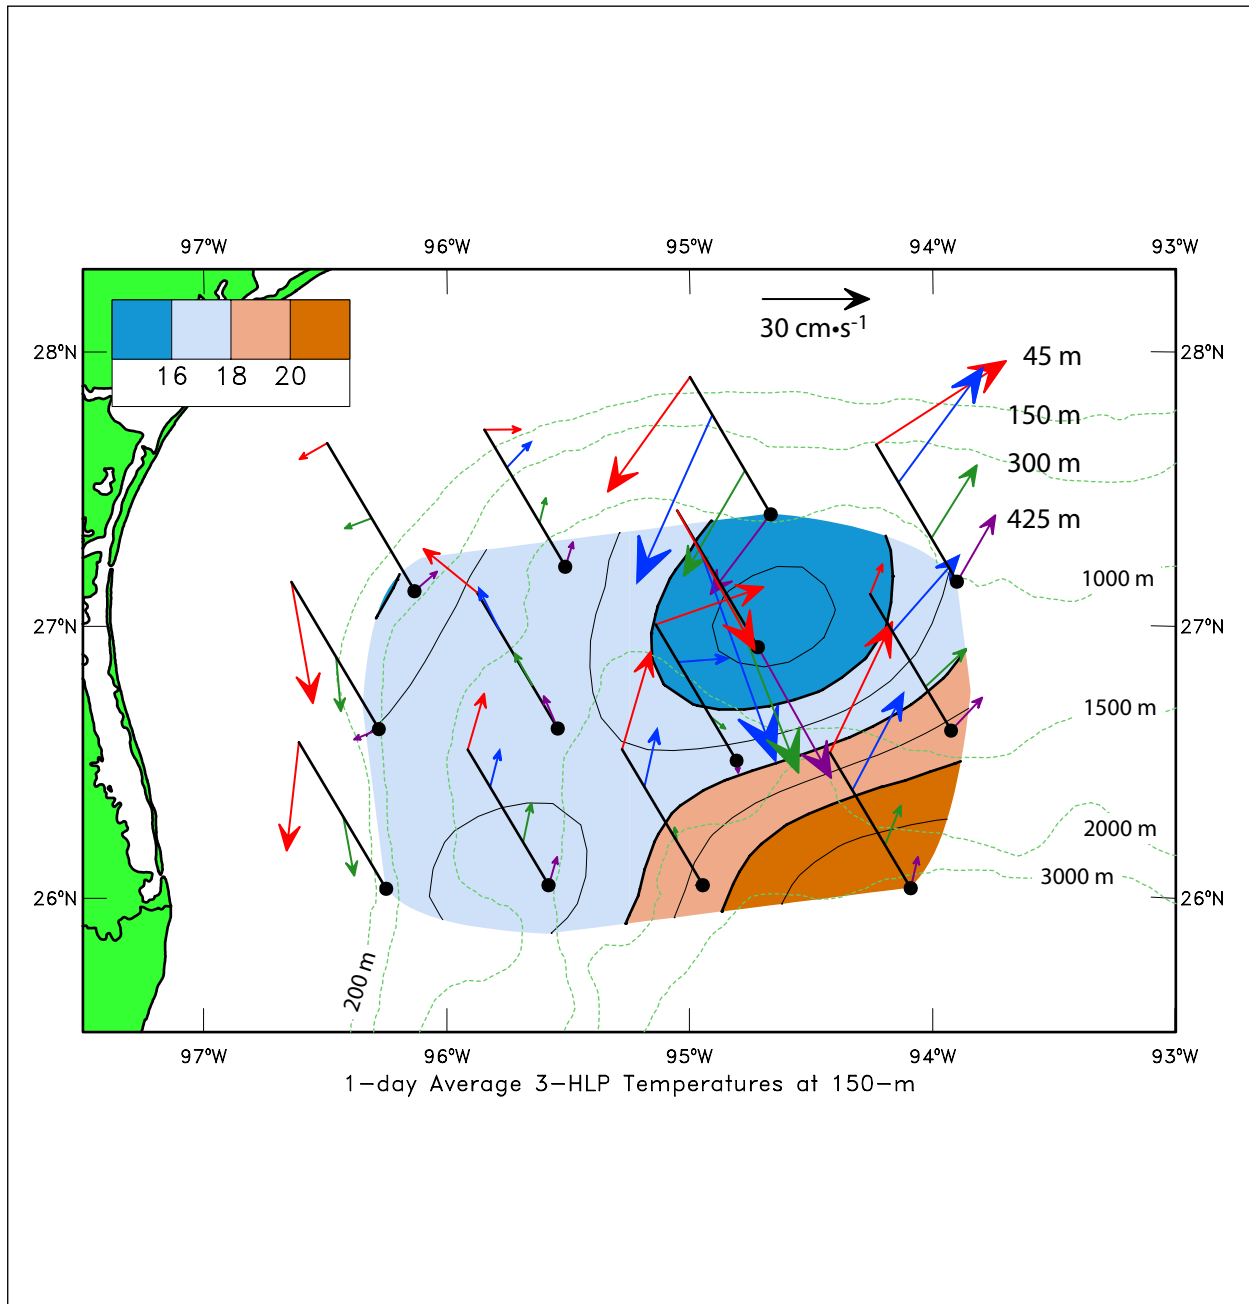 97°W 96°W 95°W 94°W 93°W
30 cm•s-1
28°N 45 m 28°N
16 18 20
150 m
300 m
425 m
1000 m
27°N 27°N
1500 m
2000 m
3000 m
26°N 26°N
200 m
97°W 96°W 95°W 94°W 93°W
1-day Average 3-HLP Temperatures at 150-m